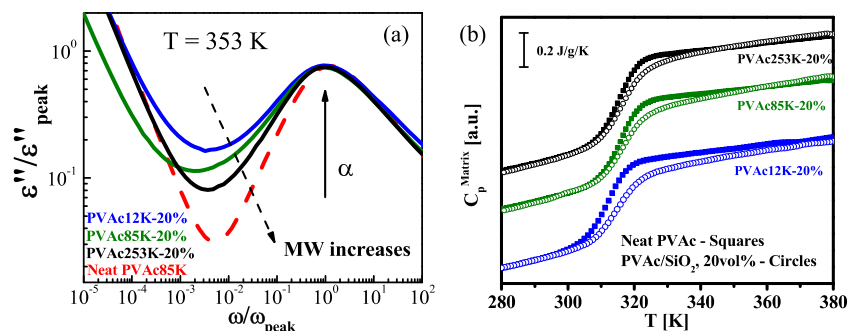 (a)
T = 353 K
ε''/ε''peak
10⁰
10⁻¹
α
PVAc12K-20%
PVAc85K-20%
PVAc253K-20%
Neat PVAc85K
MW increases
10⁻⁵ 10⁻⁴ 10⁻³ 10⁻² 10⁻¹ 10⁰ 10¹ 10²
ω/ωpeak
(b)
0.2 J/g/K
PVAc253K-20%
PVAc85K-20%
PVAc12K-20%
CpMatrix [a.u.]
Neat PVAc - Squares
PVAc/SiO₂, 20vol% - Circles
280 300 320 340 360 380
T [K]